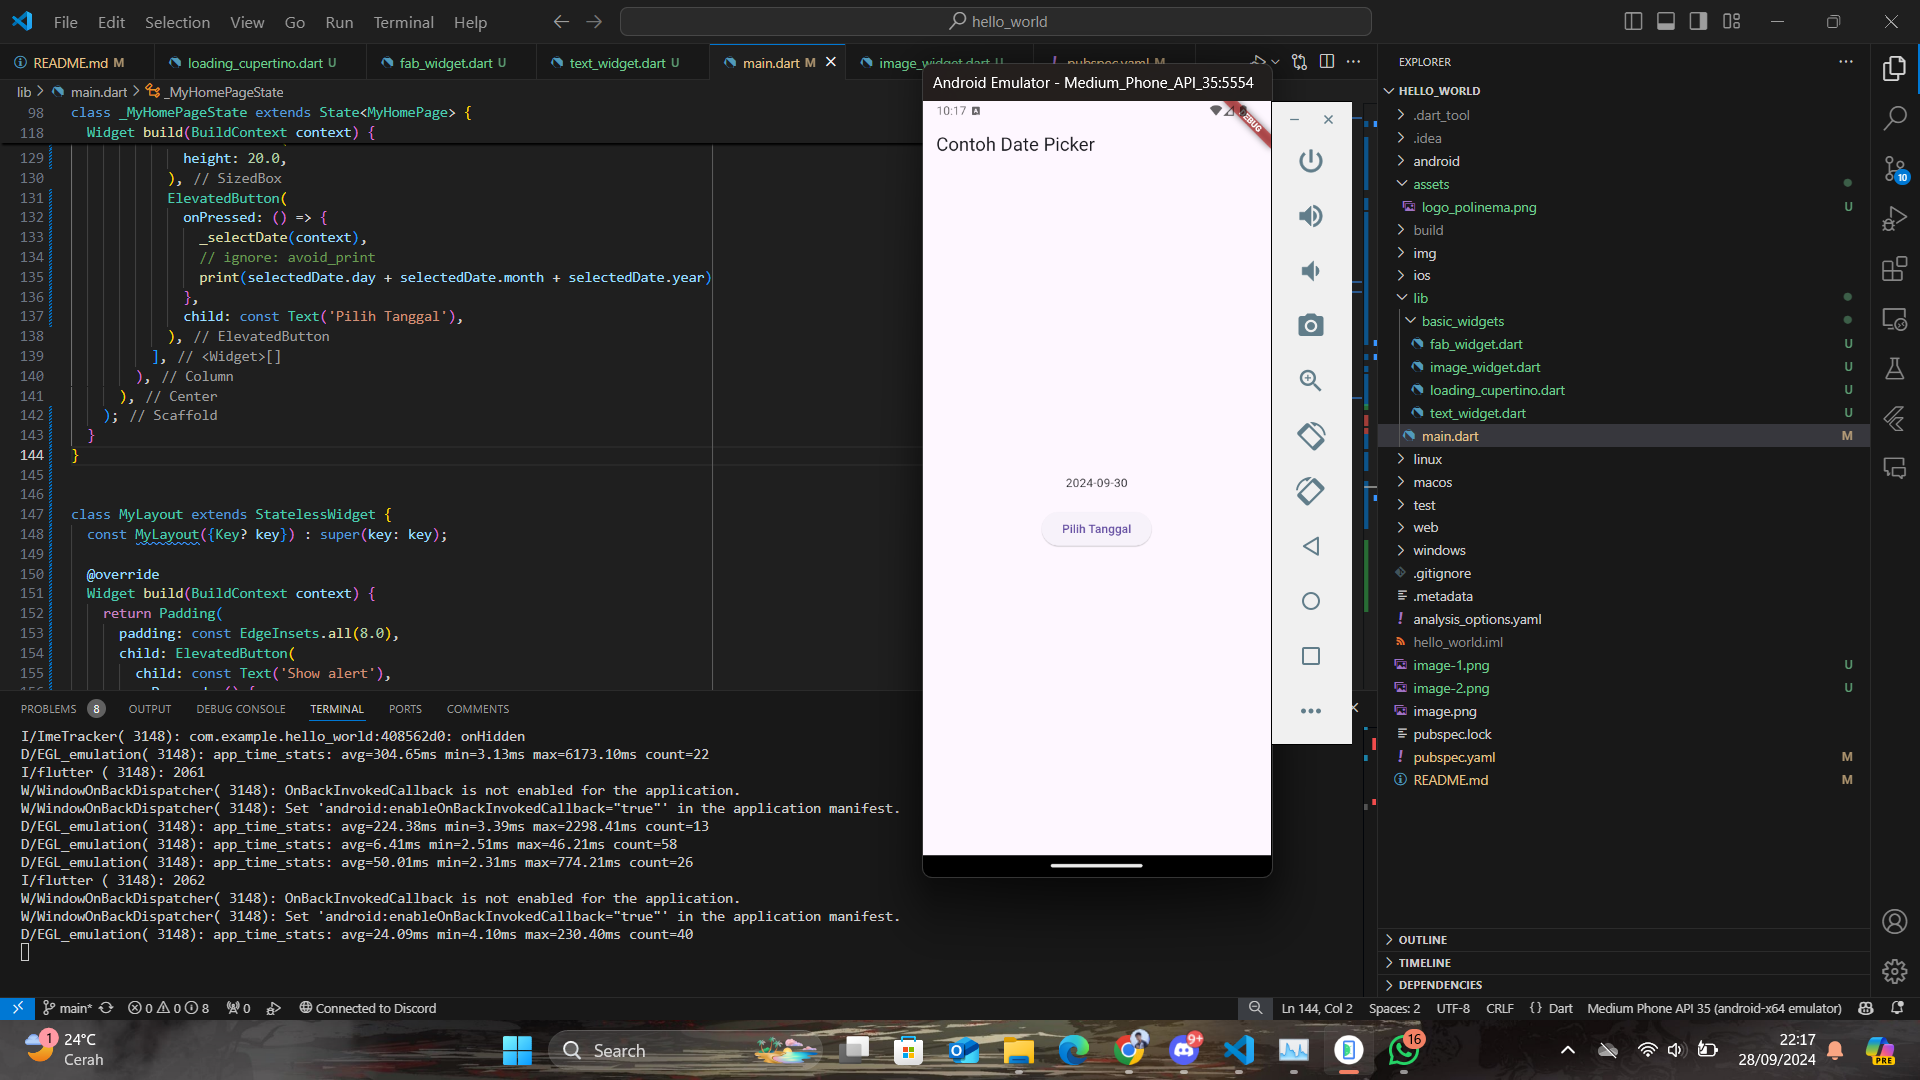 File Edit Selection View Go Run Terminal Help
hello_world
README.md M
loading_cupertino.dart U
fab_widget.dart U
text_widget.dart U
main.dart M
image_widget.dart U
pubspec.yaml M
lib > main.dart > _MyHomePageState
98 class _MyHomePageState extends State<MyHomePage> {
118 Widget build(BuildContext context) {
129 height: 20.0,
130 ), // SizedBox
131 ElevatedButton(
132 onPressed: () => {
133 _selectDate(context),
134 // ignore: avoid_print
135 print(selectedDate.day + selectedDate.month + selectedDate.year)
136 },
137 child: const Text('Pilih Tanggal'),
138 ), // ElevatedButton
139 ], // <Widget>[]
140 ), // Column
141 ), // Center
142 ); // Scaffold
143 }
144 }
145
146
147 class MyLayout extends StatelessWidget {
148 const MyLayout({Key? key}) : super(key: key);
149
150 @override
151 Widget build(BuildContext context) {
152 return Padding(
153 padding: const EdgeInsets.all(8.0),
154 child: ElevatedButton(
155 child: const Text('Show alert'),
Android Emulator - Medium_Phone_API_35:5554
10:17
Contoh Date Picker
2024-09-30
Pilih Tanggal
PROBLEMS 8 OUTPUT DEBUG CONSOLE TERMINAL PORTS COMMENTS
I/ImeTracker( 3148): com.example.hello_world:408562d0: onHidden
D/EGL_emulation( 3148): app_time_stats: avg=304.65ms min=3.13ms max=6173.10ms count=22
I/flutter ( 3148): 2061
W/WindowOnBackDispatcher( 3148): OnBackInvokedCallback is not enabled for the application.
W/WindowOnBackDispatcher( 3148): Set 'android:enableOnBackInvokedCallback="true"' in the application manifest.
D/EGL_emulation( 3148): app_time_stats: avg=224.38ms min=3.39ms max=2298.41ms count=13
D/EGL_emulation( 3148): app_time_stats: avg=6.41ms min=2.51ms max=46.21ms count=58
D/EGL_emulation( 3148): app_time_stats: avg=50.01ms min=2.31ms max=774.21ms count=26
I/flutter ( 3148): 2062
W/WindowOnBackDispatcher( 3148): OnBackInvokedCallback is not enabled for the application.
W/WindowOnBackDispatcher( 3148): Set 'android:enableOnBackInvokedCallback="true"' in the application manifest.
D/EGL_emulation( 3148): app_time_stats: avg=24.09ms min=4.10ms max=230.40ms count=40
EXPLORER
HELLO_WORLD
.dart_tool
.idea
android
assets
logo_polinema.png U
build
img
ios
lib
basic_widgets
fab_widget.dart U
image_widget.dart U
loading_cupertino.dart U
text_widget.dart U
main.dart M
linux
macos
test
web
windows
.gitignore
.metadata
analysis_options.yaml
hello_world.iml
image-1.png U
image-2.png U
image.png
pubspec.lock
pubspec.yaml M
README.md M
OUTLINE
TIMELINE
DEPENDENCIES
10
main* 0 0 8 0 Connected to Discord
Ln 144, Col 2 Spaces: 2 UTF-8 CRLF {} Dart Medium Phone API 35 (android-x64 emulator)
1
24°C
Cerah
Search
9+
16
22:17
28/09/2024
PRE